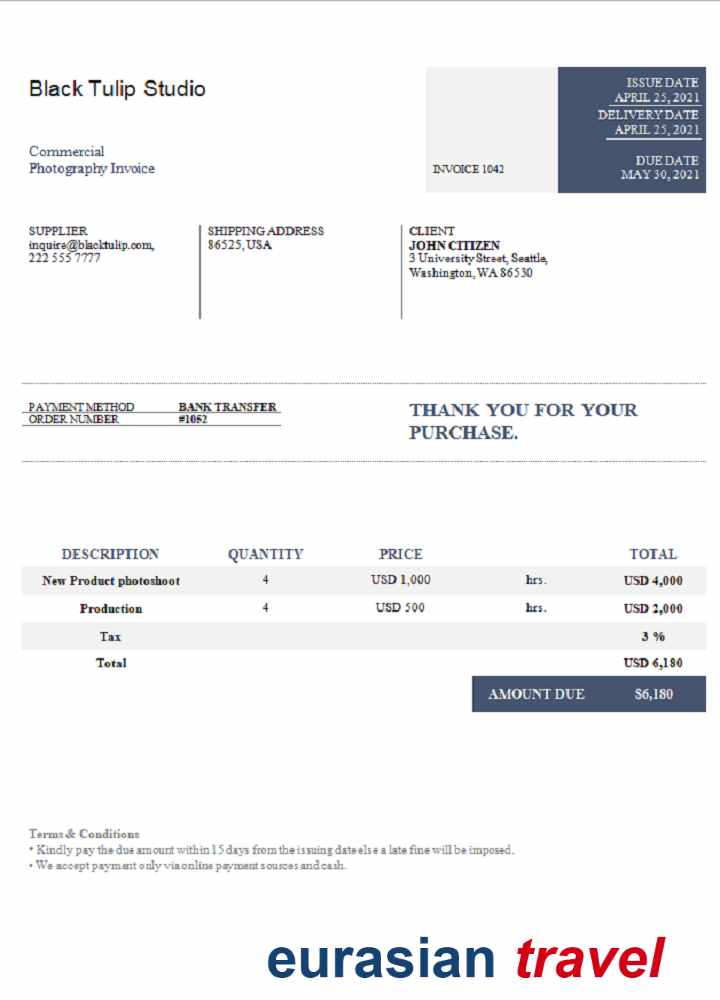 Black Tulip Studio
Commercial
Photography Invoice
INVOICE 1042
ISSUE DATE
APRIL 25, 2021
DELIVERY DATE
APRIL 25, 2021
DUE DATE
MAY 30, 2021
SUPPLIER
inquire@blacktulip.com,
222 555 7777
SHIPPING ADDRESS
86525, USA
CLIENT
JOHN CITIZEN
3 University Street, Seattle,
Washington, WA 86530
PAYMENT METHOD BANK TRANSFER
ORDER NUMBER #1052
THANK YOU FOR YOUR
PURCHASE.
DESCRIPTION QUANTITY PRICE TOTAL
New Product photoshoot 4 USD 1,000 hrs. USD 4,000
Production 4 USD 500 hrs. USD 2,000
Tax 3 %
Total USD 6,180
AMOUNT DUE $6,180
Terms & Conditions
• Kindly pay the due amount within 15 days from the issuing date else a late fine will be imposed.
• We accept payment only via online payment sources and cash.
eurasian travel